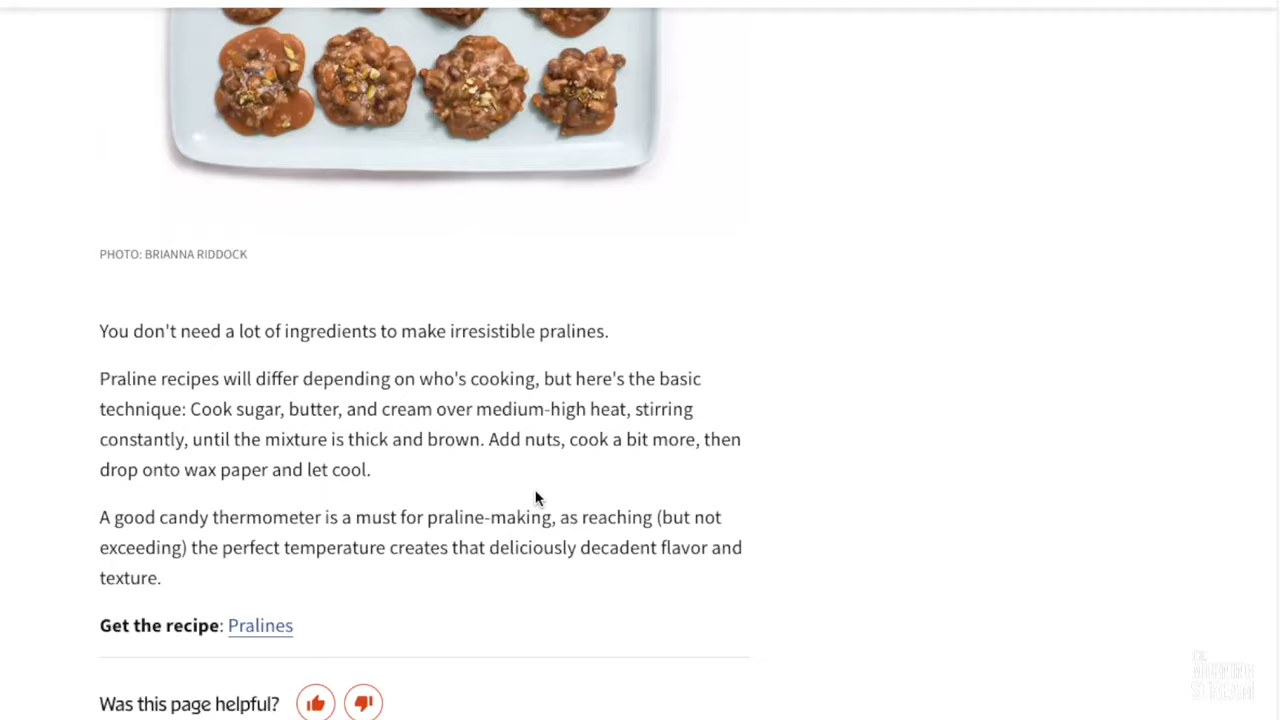 PHOTO: BRIANNA RIDDOCK
You don't need a lot of ingredients to make irresistible pralines.
Praline recipes will differ depending on who's cooking, but here's the basic
technique: Cook sugar, butter, and cream over medium-high heat, stirring
constantly, until the mixture is thick and brown. Add nuts, cook a bit more, then
drop onto wax paper and let cool.
A good candy thermometer is a must for praline-making, as reaching (but not
exceeding) the perfect temperature creates that deliciously decadent flavor and
texture.
Get the recipe: Pralines
Was this page helpful?
THE
MORNING
STREAM